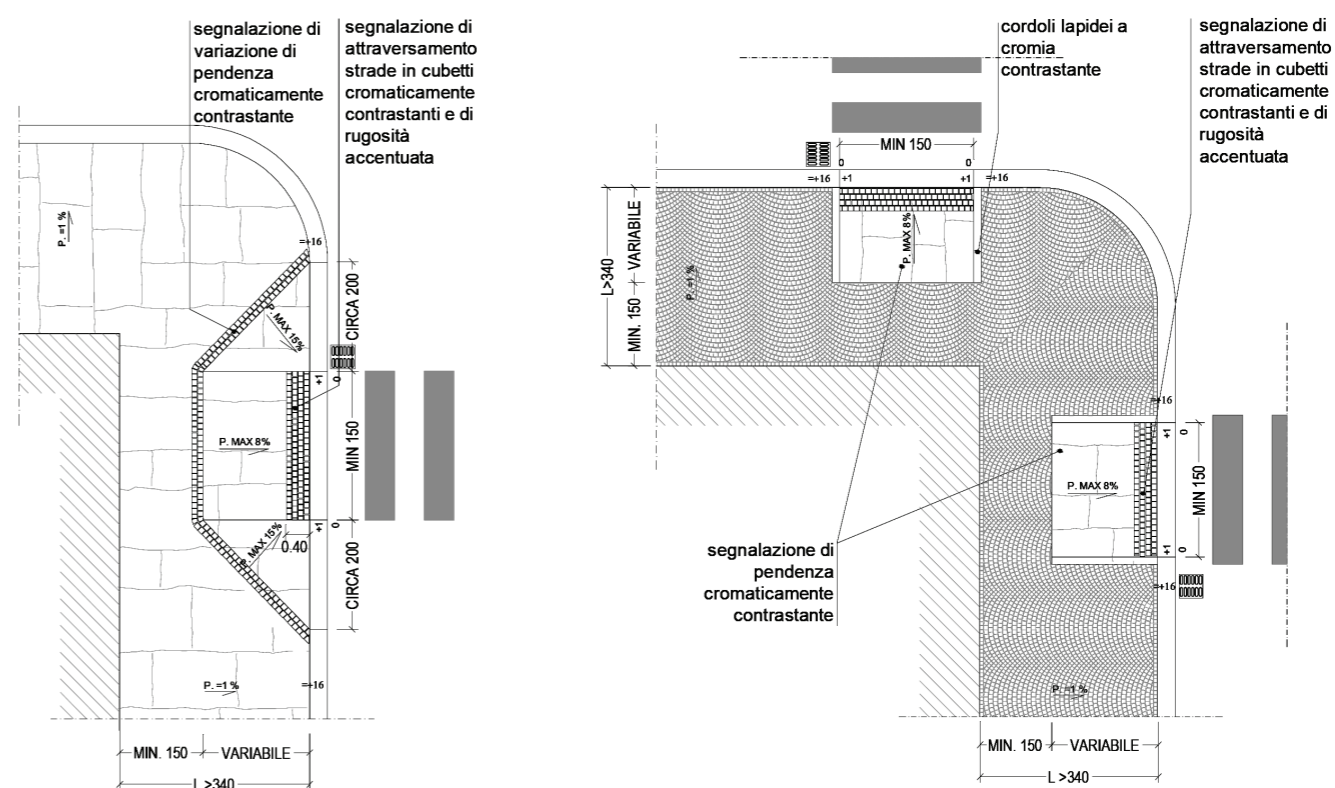 segnalazione di
variazione di
pendenza
cromaticamente
contrastante
segnalazione di
attraversamento
strade in cubetti
cromaticamente
contrastanti e di
rugosità
accentuata
P. =1 %
=+16
CIRCA 200
P. MAX 15%
+1
0
P. MAX 8%
MIN 150
+1
0
P. MAX 15%
0.40
CIRCA 200
P. =1 %
=+16
MIN. 150
VARIABILE
L >340
cordoli lapidei a
cromia
contrastante
segnalazione di
attraversamento
strade in cubetti
cromaticamente
contrastanti e di
rugosità
accentuata
MIN 150
0
0
=+16
+1
+1
=+16
L>340
VARIABILE
MIN. 150
P. =1 %
P. MAX 8%
=+16
+1
0
P. MAX 8%
MIN 150
+1
0
=+16
segnalazione di
pendenza
cromaticamente
contrastante
P. =1 %
MIN. 150
VARIABILE
L >340